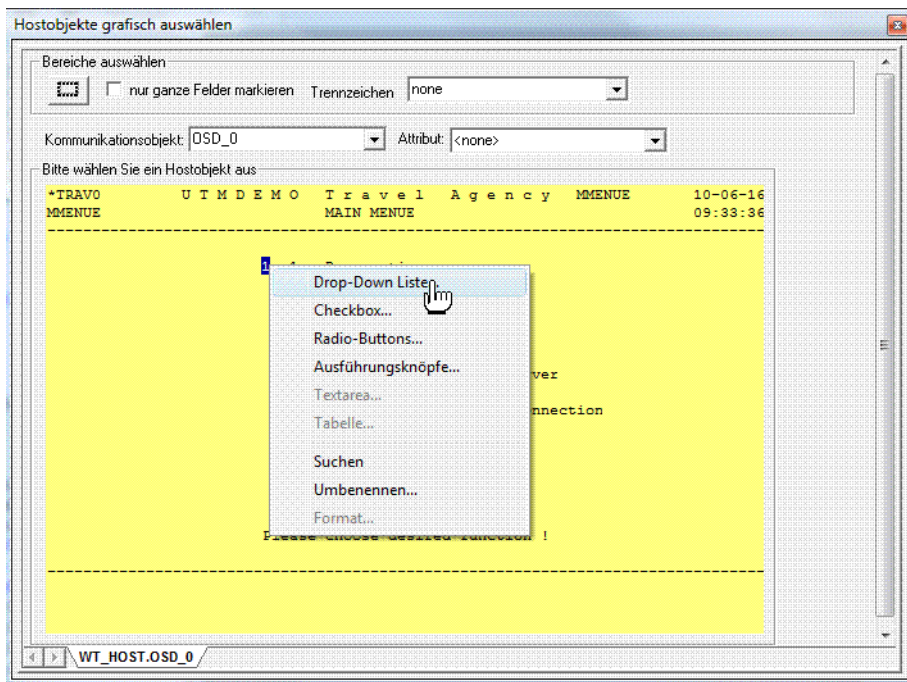 Hostobjekte grafisch auswählen
Bereiche auswählen
nur ganze Felder markieren Trennzeichen none
Kommunikationsobjekt: OSD_0 Attribut: <none>
Bitte wählen Sie ein Hostobjekt aus
*TRAV0 U T M D E M O T r a v e l A g e n c y MMENUE 10-06-16
MMENUE MAIN MENUE 09:33:36
1
Drop-Down Listen..
Checkbox...
Radio-Buttons...
Ausführungsknöpfe...
ver
Textarea...
nnection
Tabelle...
Suchen
Umbenennen...
Format...
Please choose desired function !
WT_HOST.OSD_0